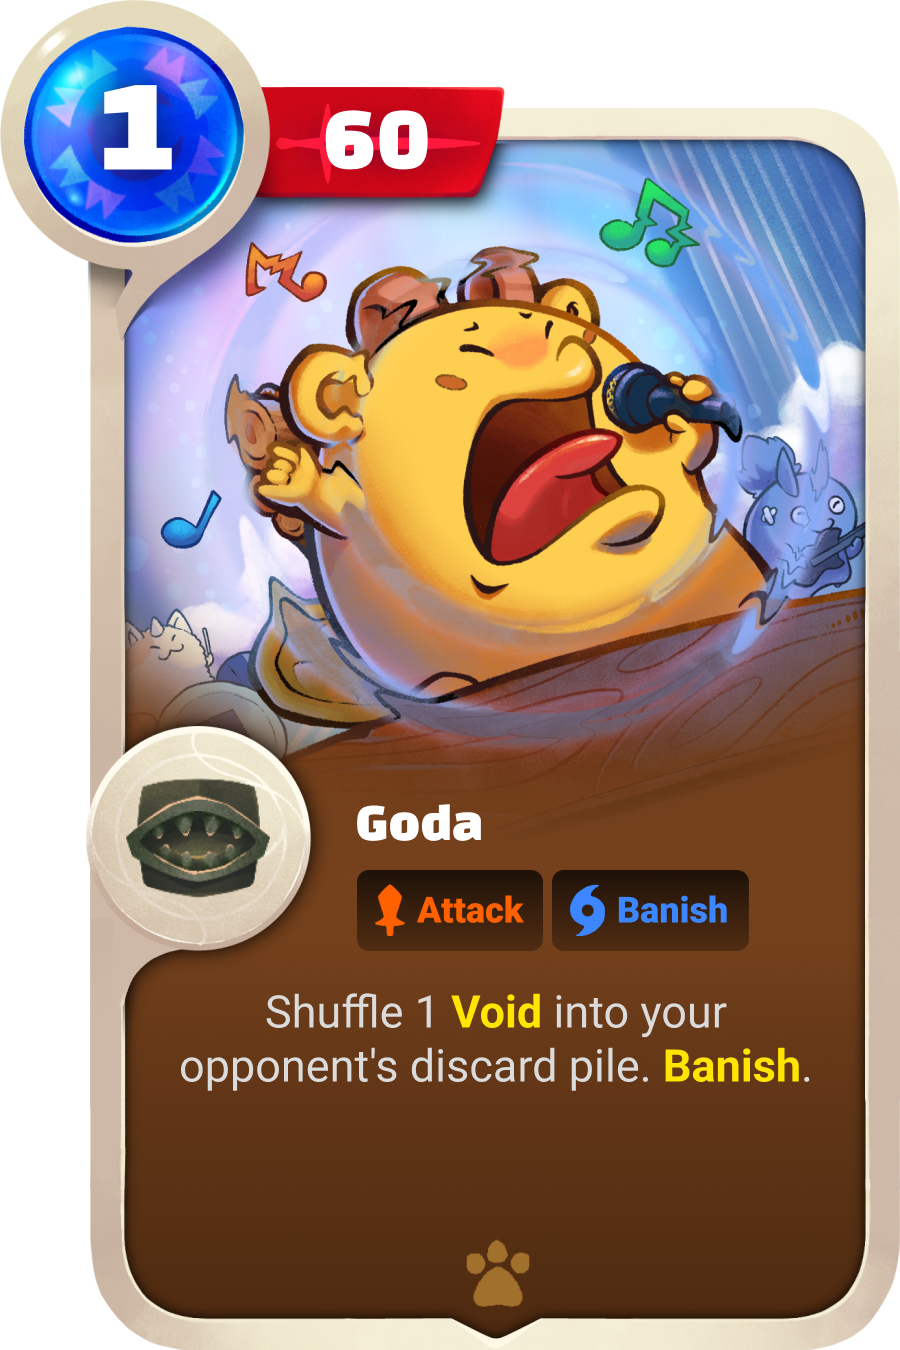 1
60
Goda
Attack Banish
Shuffle 1 Void into your
opponent's discard pile. Banish.